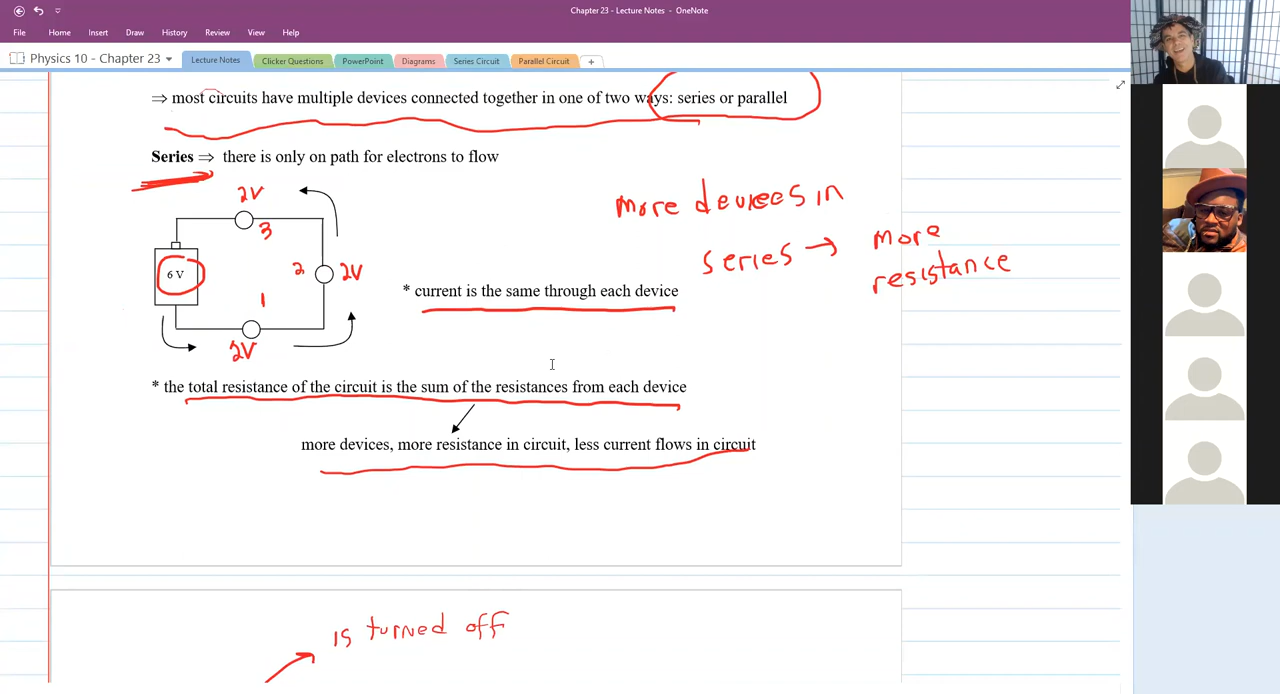 Chapter 23 - Lecture Notes - OneNote
File Home Insert Draw History Review View Help
Physics 10 - Chapter 23 Lecture Notes Clicker Questions PowerPoint Diagrams Series Circuit Parallel Circuit +
⇒ most circuits have multiple devices connected together in one of two ways: series or parallel
Series ⇒ there is only on path for electrons to flow
2V
3
6 V
2 2V
1
2V
more devices in
series → more
resistance
* current is the same through each device
* the total resistance of the circuit is the sum of the resistances from each device
more devices, more resistance in circuit, less current flows in circuit
is turned off